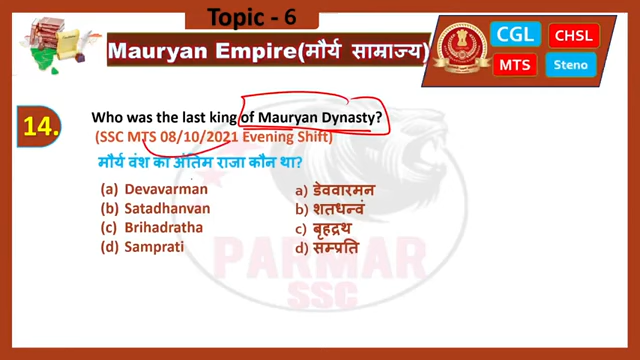 Topic - 6
Mauryan Empire(मौर्य साम्राज्य)
CGL CHSL
MTS Steno
14. Who was the last king of Mauryan Dynasty?
(SSC MTS 08/10/2021 Evening Shift)
मौर्य वंश का अंतिम राजा कौन था?
(a) Devavarman a) डेववारमन
(b) Satadhanvan b) शतधन्वं
(c) Brihadratha c) बृहद्रथ
(d) Samprati d) सम्प्रति
PARMAR
SSC